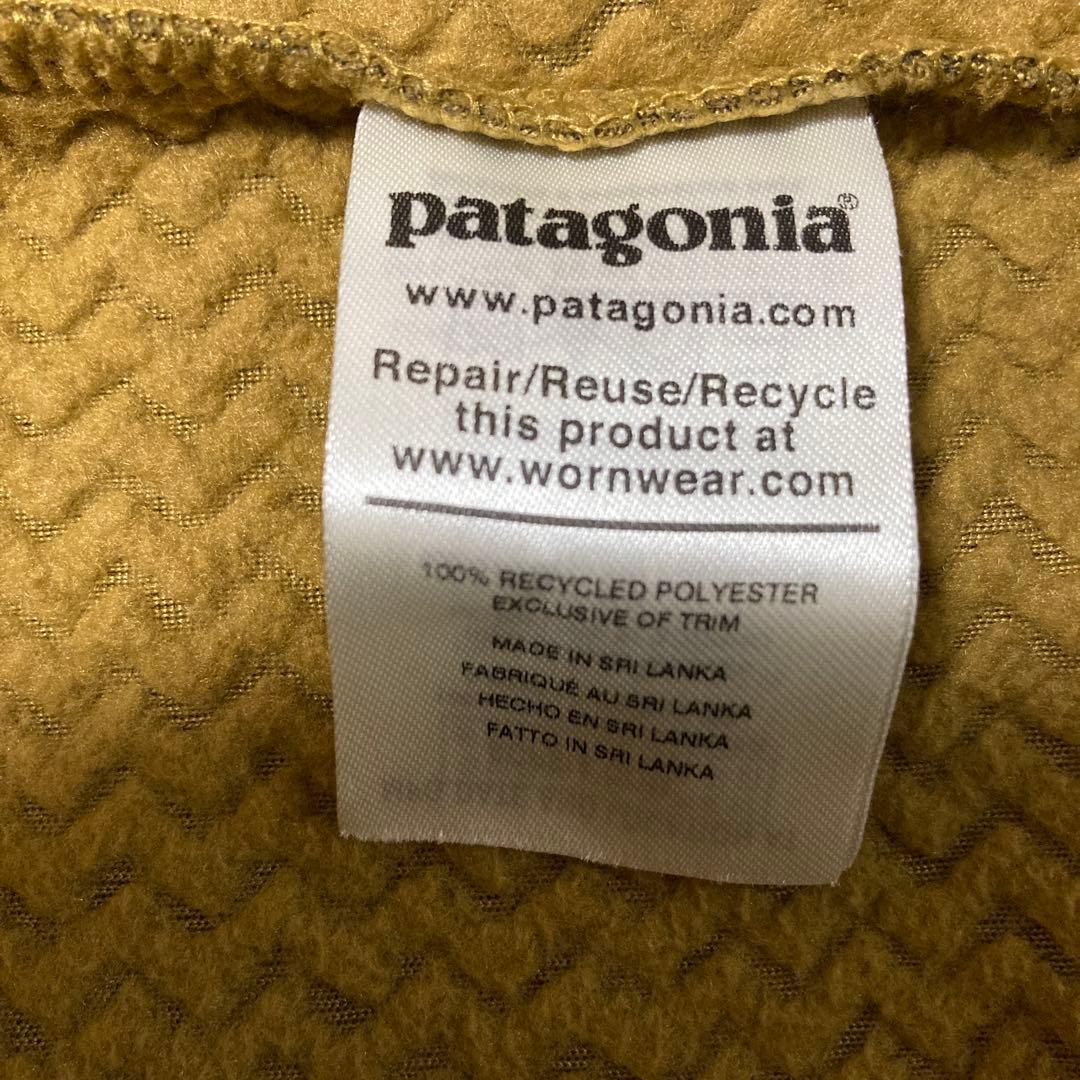 patagonia®
www.patagonia.com
Repair/Reuse/Recycle
this product at
www.wornwear.com
100% RECYCLED POLYESTER
EXCLUSIVE OF TRIM
MADE IN SRI LANKA
FABRIQUÉ AU SRI LANKA
HECHO EN SRI LANKA
FATTO IN SRI LANKA